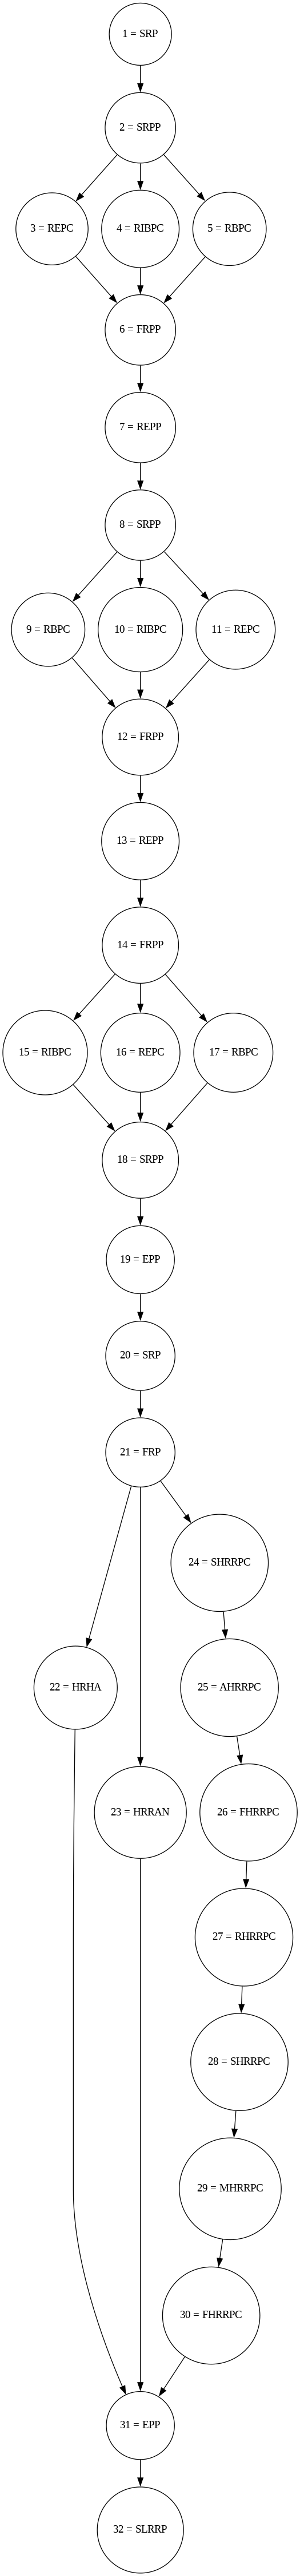 1 = SRP
2 = SRPP
3 = REPC
4 = RIBPC
5 = RBPC
6 = FRPP
7 = REPP
8 = SRPP
9 = RBPC
10 = RIBPC
11 = REPC
12 = FRPP
13 = REPP
14 = FRPP
15 = RIBPC
16 = REPC
17 = RBPC
18 = SRPP
19 = EPP
20 = SRP
21 = FRP
24 = SHRRPC
22 = HRHA
25 = AHRRPC
23 = HRRAN
26 = FHRRPC
27 = RHRRPC
28 = SHRRPC
29 = MHRRPC
30 = FHRRPC
31 = EPP
32 = SLRRP